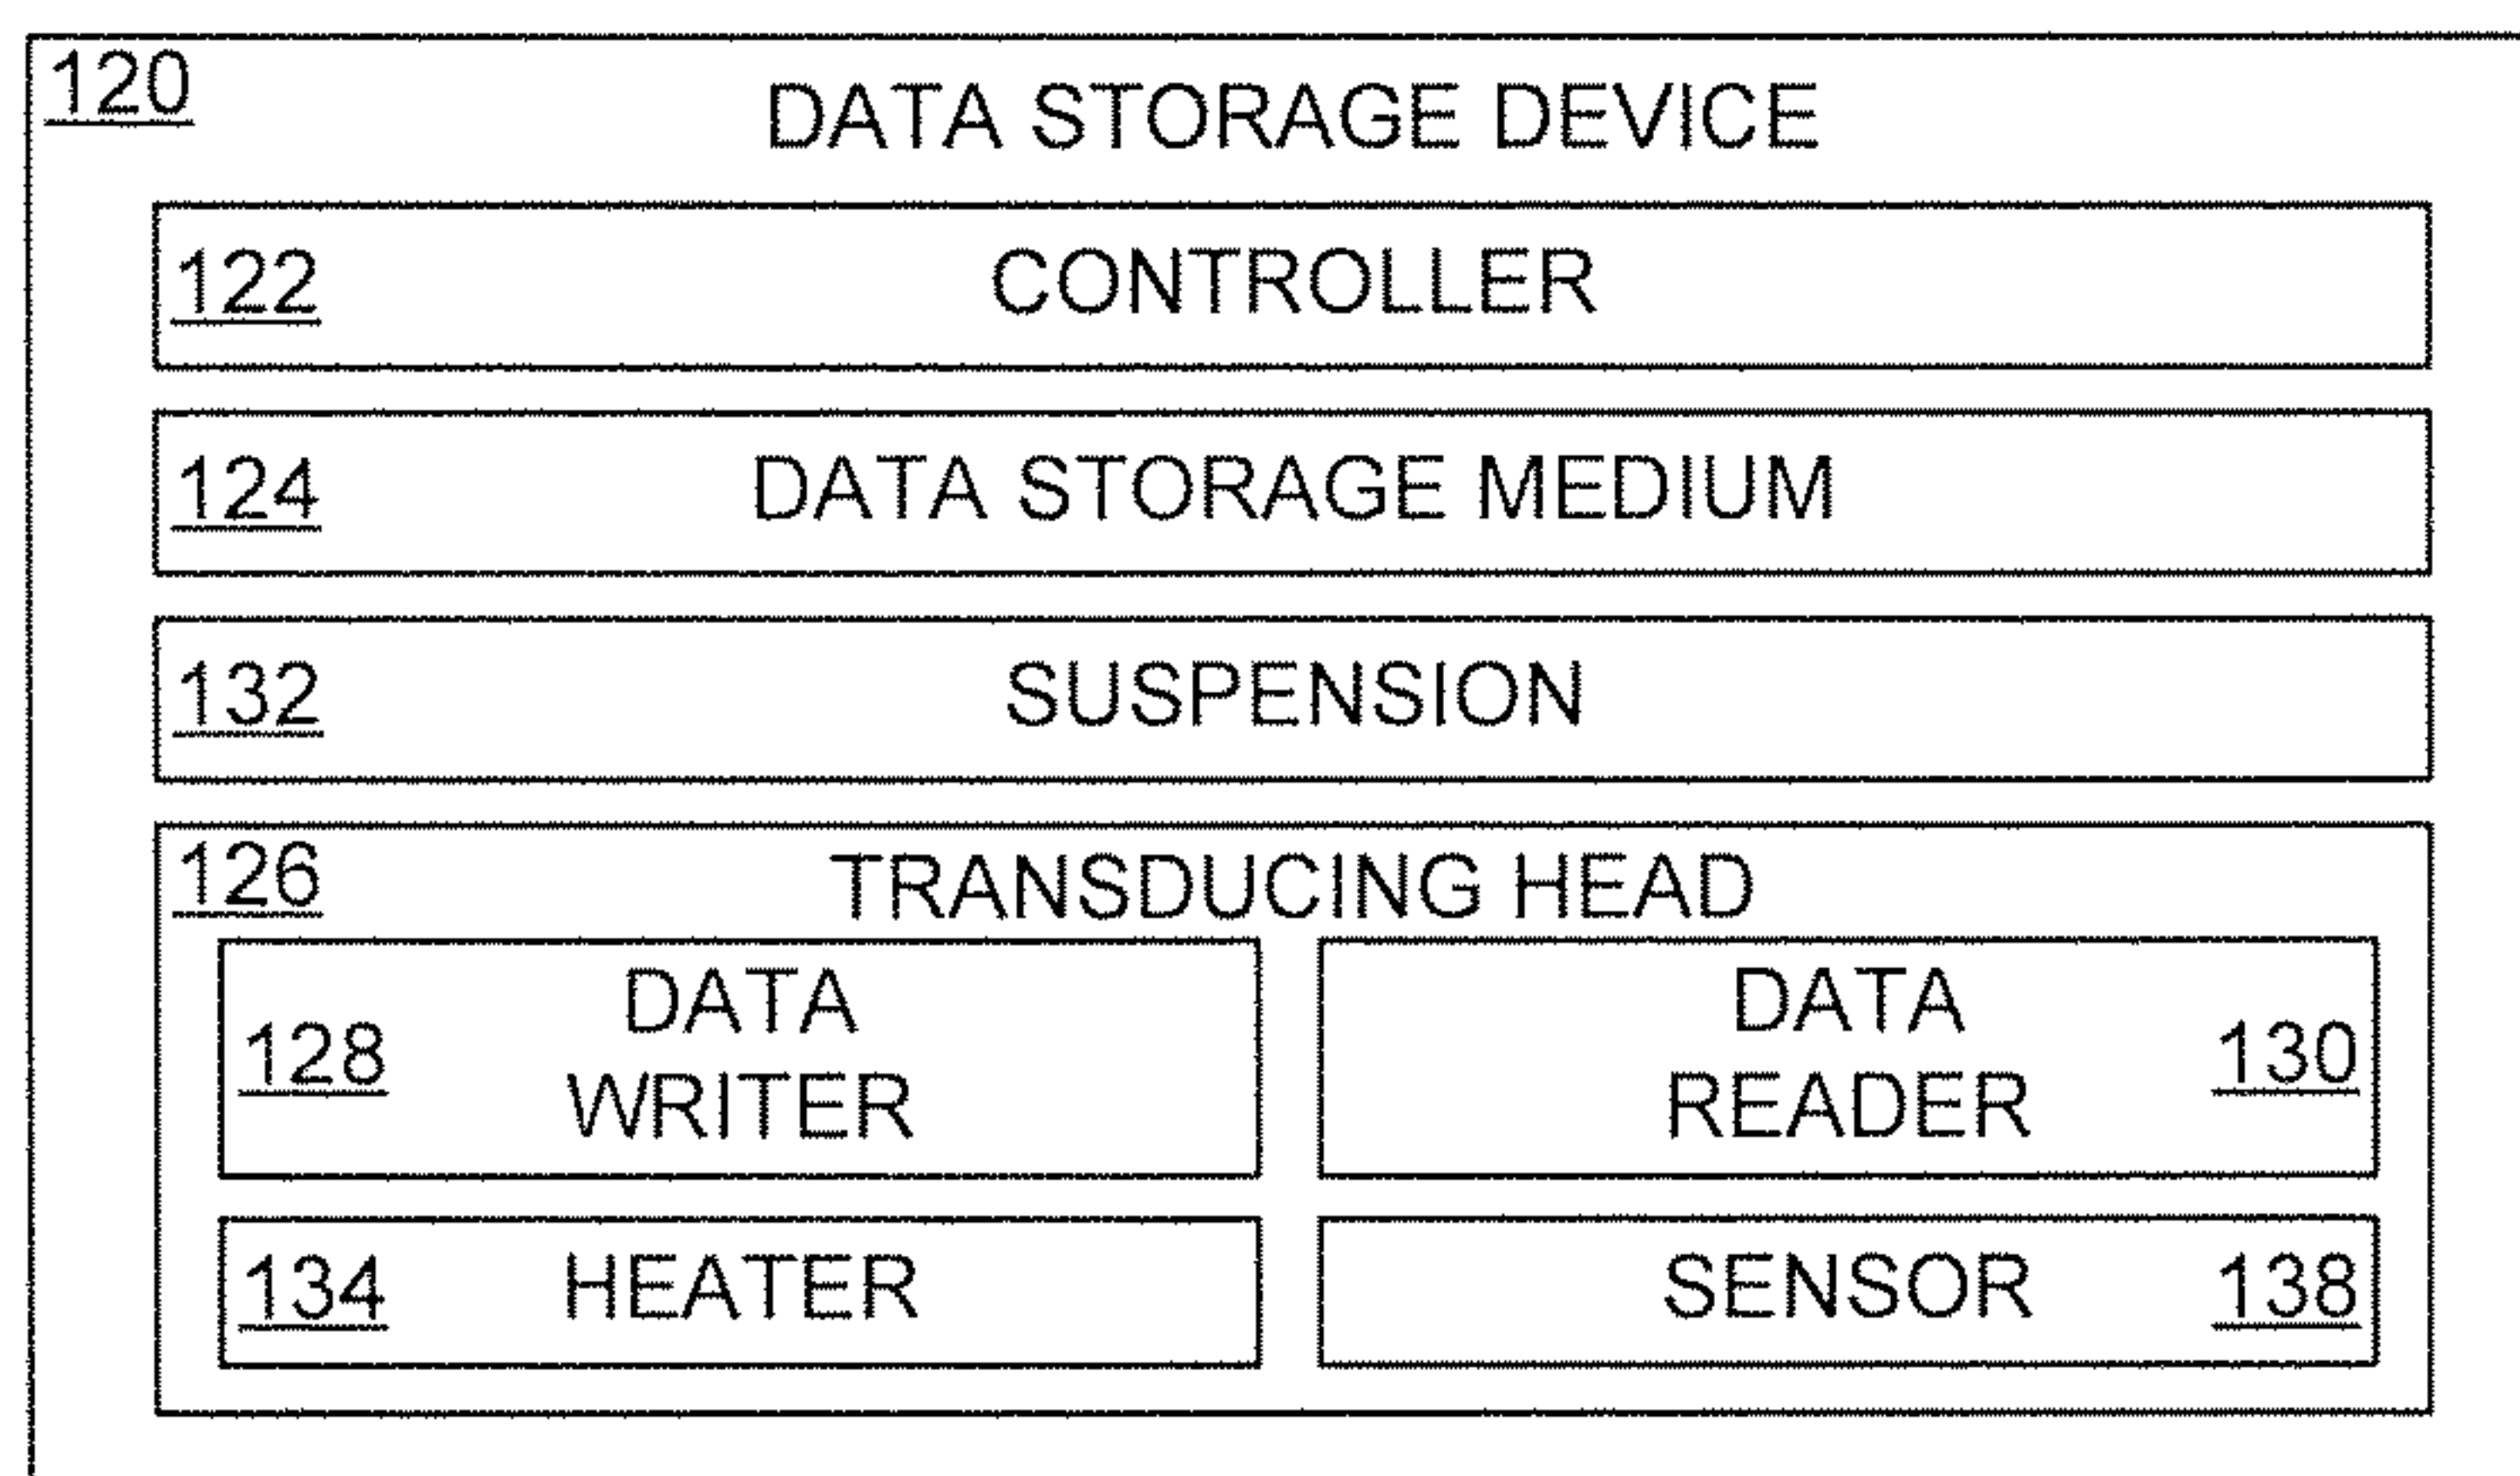 120
DATA STORAGE DEVICE
122 CONTROLLER
124 DATA STORAGE MEDIUM
132 SUSPENSION
126
TRANSDUCING HEAD
128
DATA
WRITER
DATA
READER
130
134 HEATER
SENSOR 138